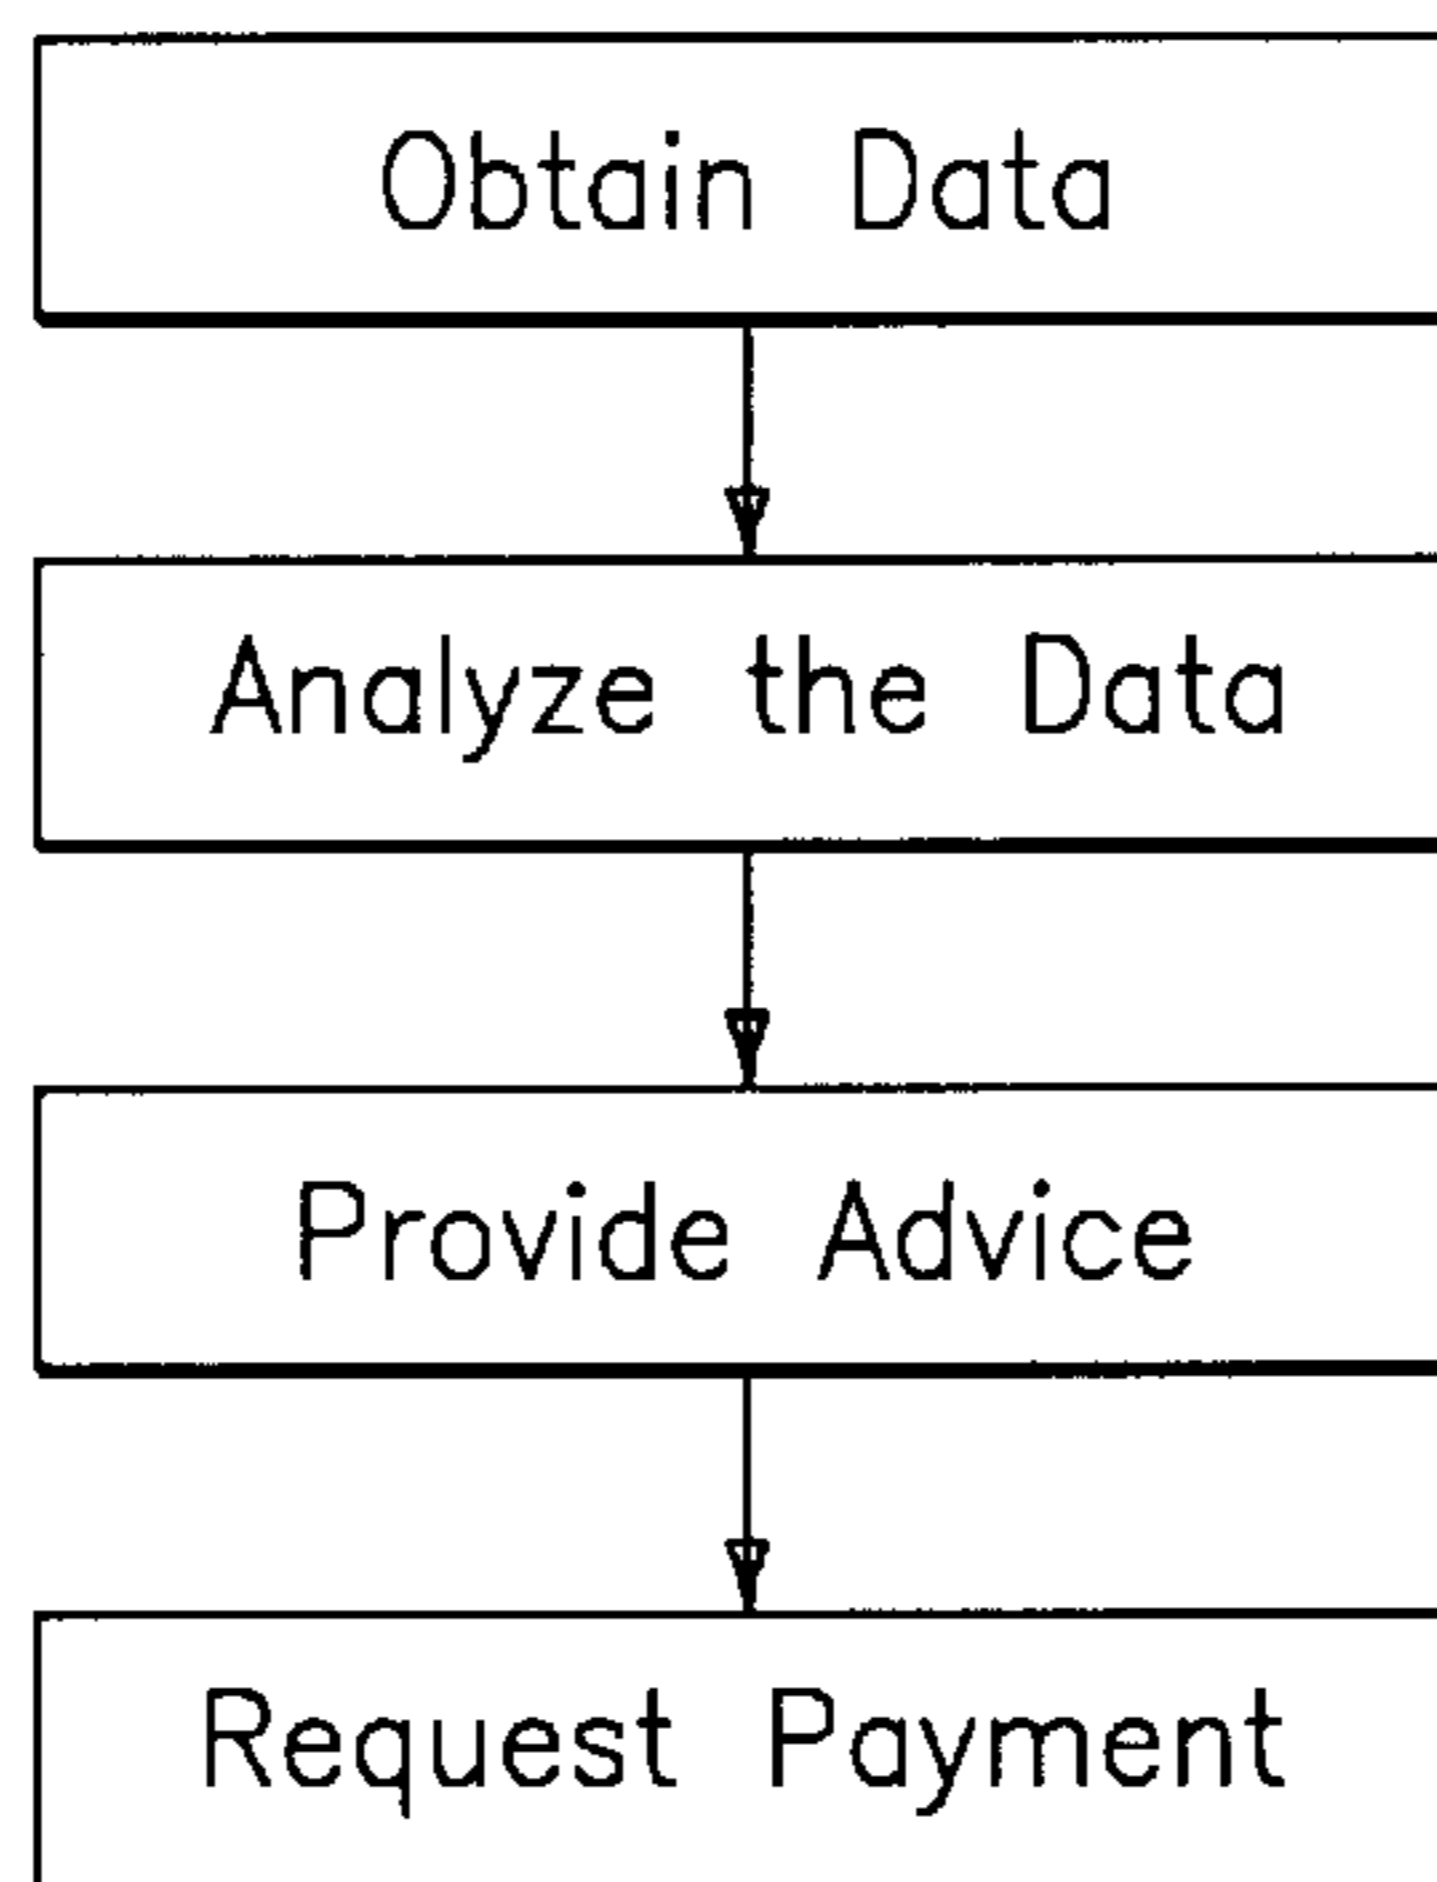 Obtain Data
Analyze the Data
Provide Advice
Request Payment